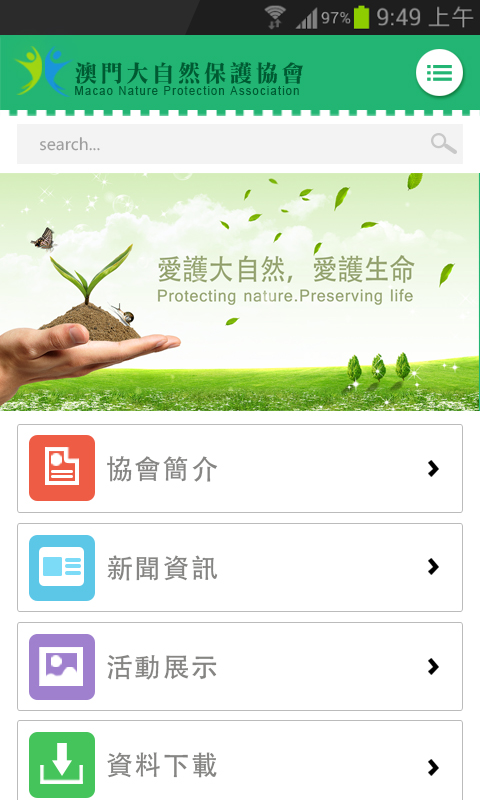 97% 9:49 上午
澳門大自然保護協會
Macao Nature Protection Association
search...
愛護大自然，愛護生命
Protecting nature.Preserving life
協會簡介
新聞資訊
活動展示
資料下載